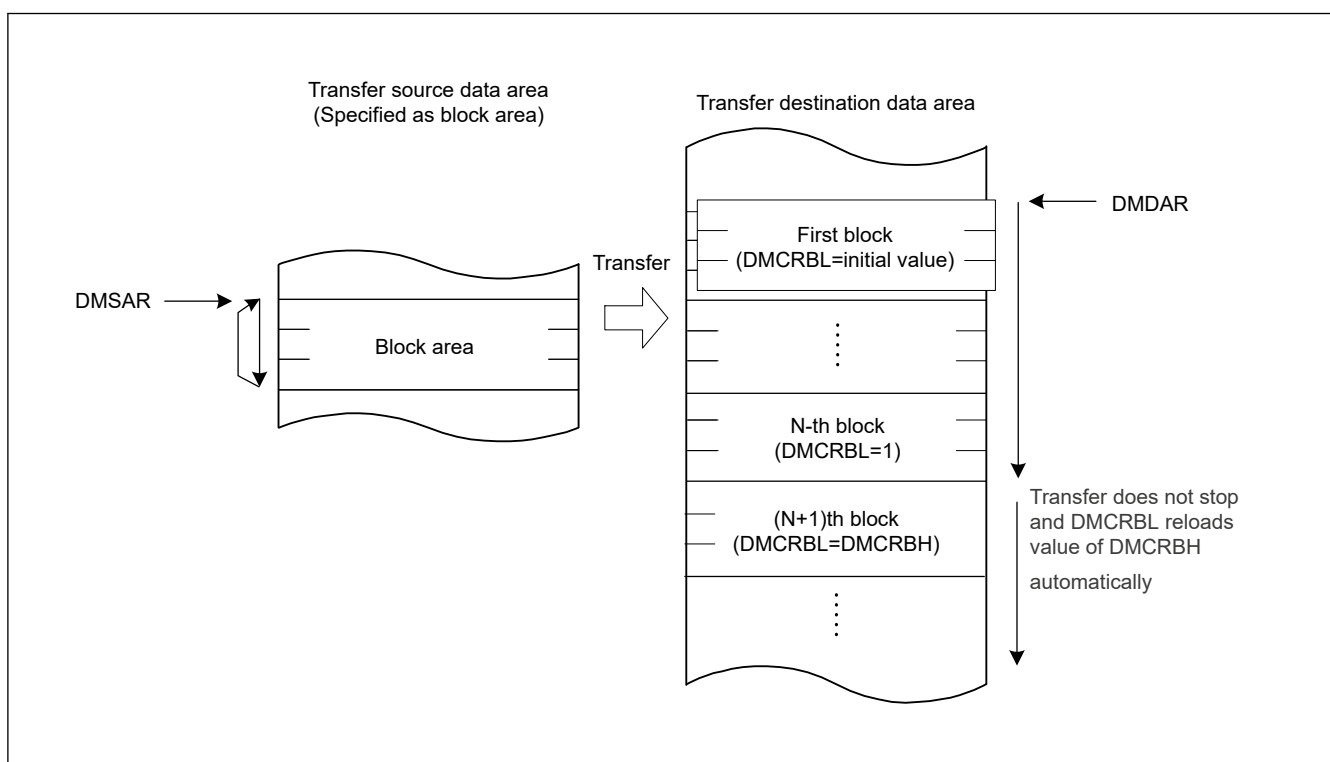 Transfer source data area
(Specified as block area)
Transfer destination data area
DMDAR
First block
(DMCRBL=initial value)
Transfer
DMSAR
Block area
N-th block
(DMCRBL=1)
(N+1)th block
(DMCRBL=DMCRBH)
Transfer does not stop
and DMCRBL reloads
value of DMCRBH
automatically